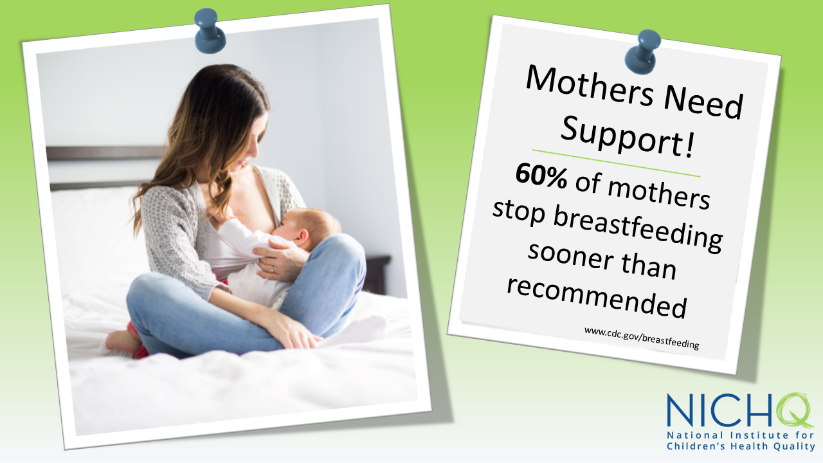 Mothers Need
Support!
60% of mothers
stop breastfeeding
sooner than
recommended
www.cdc.gov/breastfeeding
NICHQ
National Institute for
Children's Health Quality